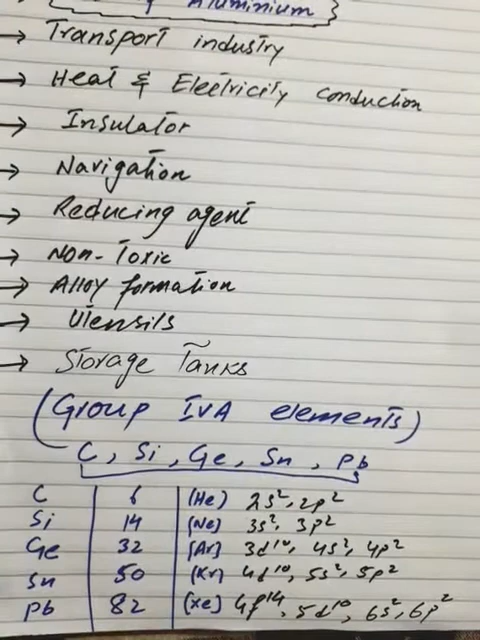 Aluminium
→ Transport industry
→ Heat & Electricity conduction
→ Insulator
→ Navigation
→ Reducing agent
→ Non-Toxic
→ Alloy formation
→ Utensils
→ Storage Tanks
(Group IVA elements)
C, Si, Ge, Sn, Pb
C 6 [He] 2s², 2p²
Si 14 [Ne] 3s², 3p²
Ge 32 [Ar] 3d¹⁰, 4s², 4p²
Sn 50 [Kr] 4d¹⁰, 5s², 5p²
Pb 82 [Xe] 4f¹⁴, 5d¹⁰, 6s², 6p²